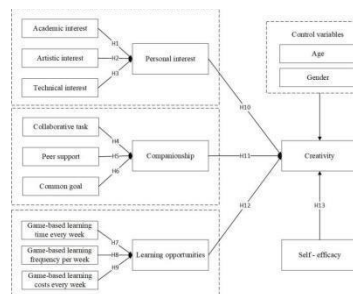 Academic interest
Artistic interest
Technical interest
H1
H2
H3
Personal interest
Collaborative task
Peer support
Common goal
H4
H5
H6
Companionship
Game-based learning
time every week
Game-based learning
frequency per week
Game-based learning
costs every week
H7
H8
H9
Learning opportunities
H10
H11
H12
Control variables
Age
Gender
Creativity
H13
Self - efficacy